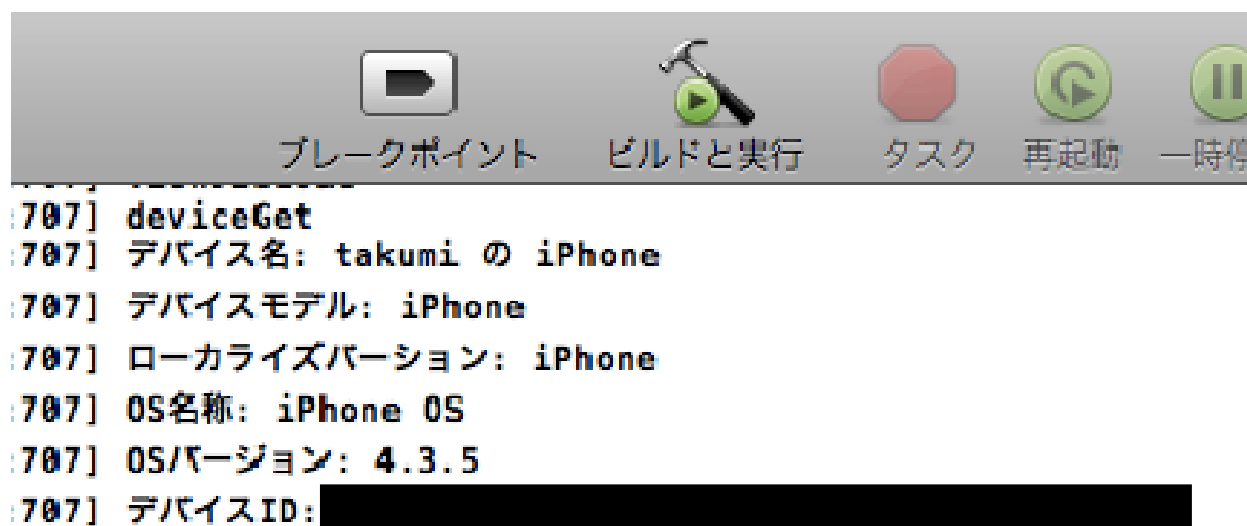 ブレークポイント ビルドと実行 タスク 再起動 一時
:707] deviceGet
:707] デバイス名: takumi の iPhone
:707] デバイスモデル: iPhone
:707] ローカライズバージョン: iPhone
:707] OS名称: iPhone OS
:707] OSバージョン: 4.3.5
:707] デバイスID: